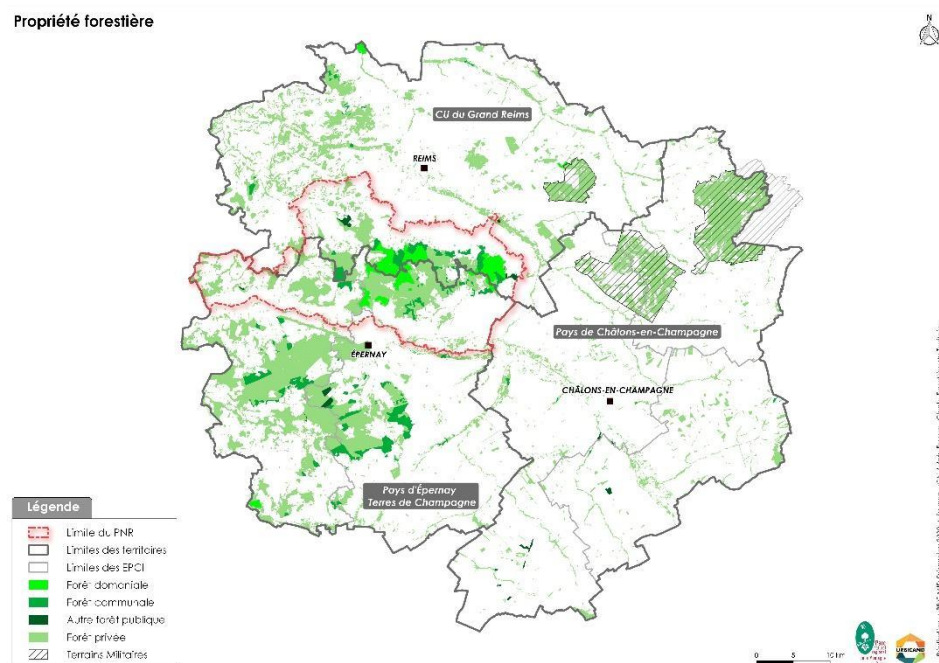 Propriété forestière
N
CU du Grand Reims
REIMS
Pays de Châlons-en-Champagne
ÉPERNAY
CHÂLONS-EN-CHAMPAGNE
Pays d'Épernay
Terres de Champagne
Légende
Limite du PNR
Limites des territoires
Limites des EPCI
Forêt domaniale
Forêt communale
Autre forêt publique
Forêt privée
Terrains Militaires
0 5 10 km
Parc
URBICAND